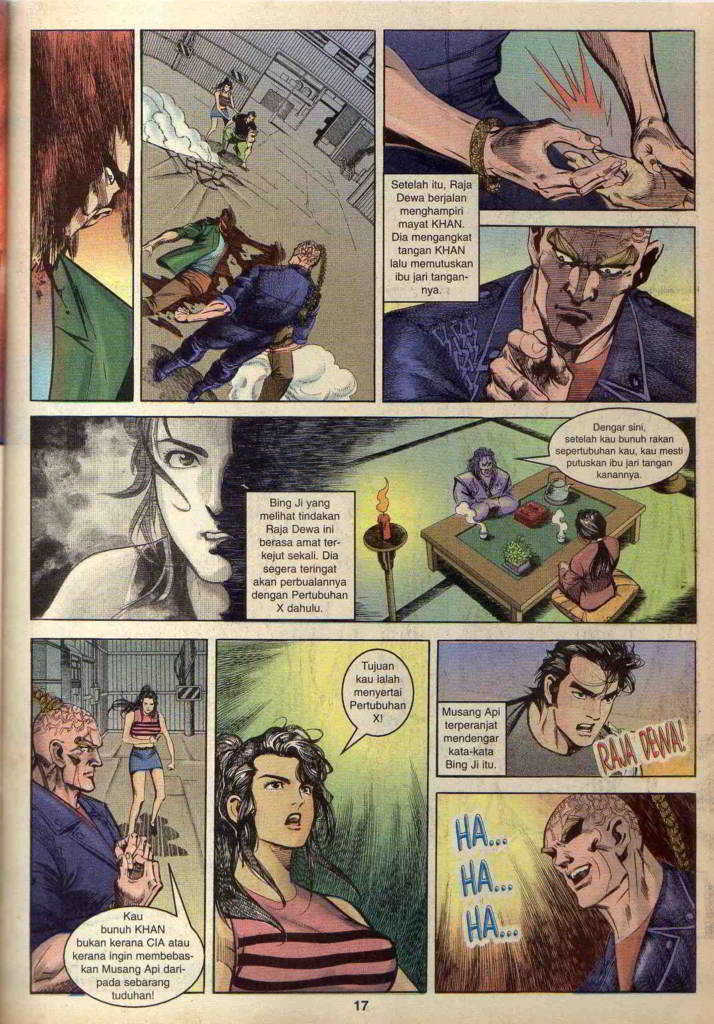 Setelah itu, Raja
Dewa berjalan
menghampiri
mayat KHAN.
Dia mengangkat
tangan KHAN
lalu memutuskan
ibu jari tangan-
nya.
Bing Ji yang
melihat tindakan
Raja Dewa ini
berasa amat ter-
kejut sekali. Dia
segera teringat
akan perbualannya
dengan Pertubuhan
X dahulu.
Dengar sini,
setelah kau bunuh rakan
sepertubuhan kau, kau mesti
putuskan ibu jari tangan
kanannya.
Kau
bunuh KHAN
bukan kerana CIA atau
kerana ingin membebas-
kan Musang Api dari-
pada sebarang
tuduhan!
Tujuan
kau ialah
menyertai
Pertubuhan
X!
Musang Api
terperanjat
mendengar
kata-kata
Bing Ji itu.
RAJA DEWA!
HA...
HA...
HA...
17